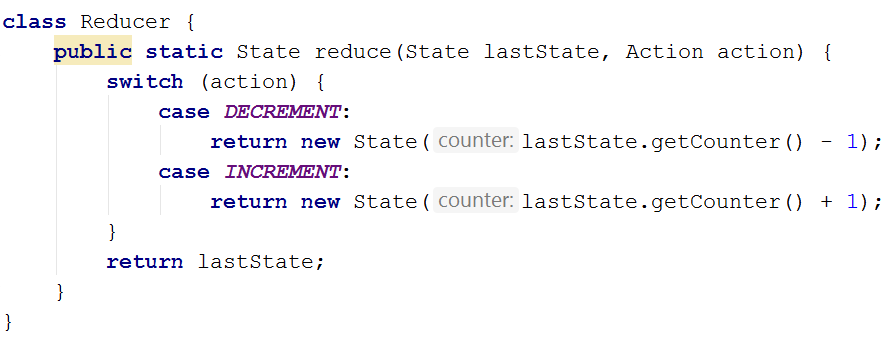 class Reducer {
    public static State reduce(State lastState, Action action) {
        switch (action) {
            case DECREMENT:
                return new State( counter: lastState.getCounter() - 1);
            case INCREMENT:
                return new State( counter: lastState.getCounter() + 1);
        }
        return lastState;
    }
}